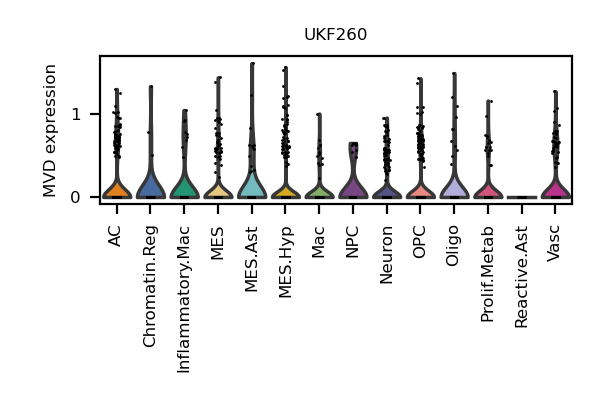 UKF260
MVD expression
1
0
AC
Chromatin.Reg
Inflammatory.Mac
MES
MES.Ast
MES.Hyp
Mac
NPC
Neuron
OPC
Oligo
Prolif.Metab
Reactive.Ast
Vasc